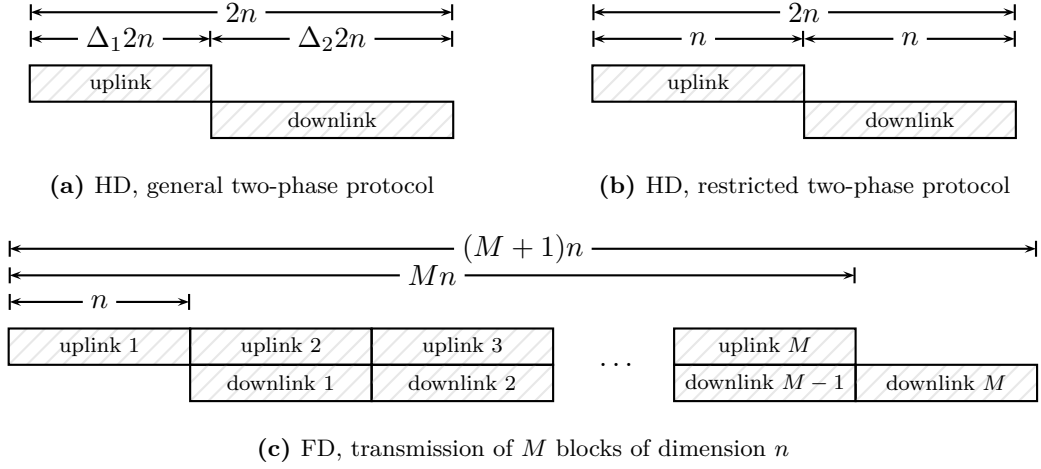 2n 2n
Δ₁2n Δ₂2n n n
uplink uplink
downlink downlink
(a) HD, general two-phase protocol (b) HD, restricted two-phase protocol
(M + 1)n
Mn
n
uplink 1 uplink 2 uplink 3 ... uplink M
downlink 1 downlink 2 downlink M − 1 downlink M
(c) FD, transmission of M blocks of dimension n